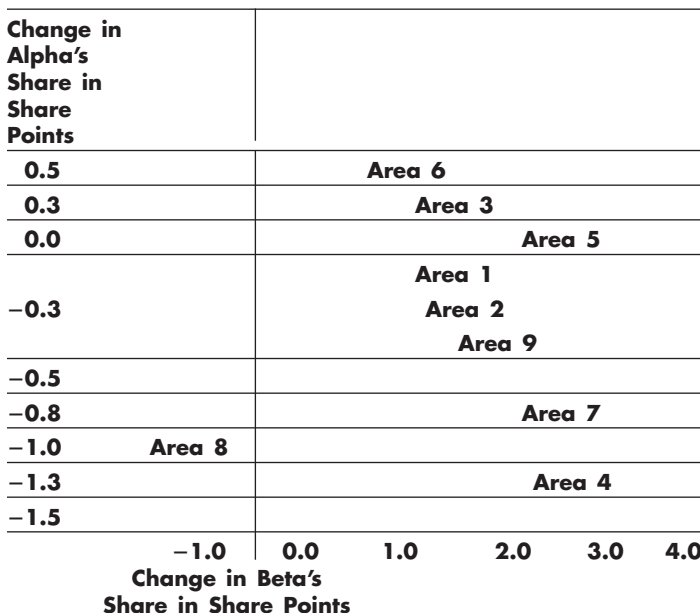 Change in
Alpha's
Share in
Share
Points
0.5 Area 6
0.3 Area 3
0.0 Area 5
Area 1
−0.3 Area 2
Area 9
−0.5
−0.8 Area 7
−1.0 Area 8
−1.3 Area 4
−1.5
−1.0 0.0 1.0 2.0 3.0 4.0
Change in Beta's
Share in Share Points